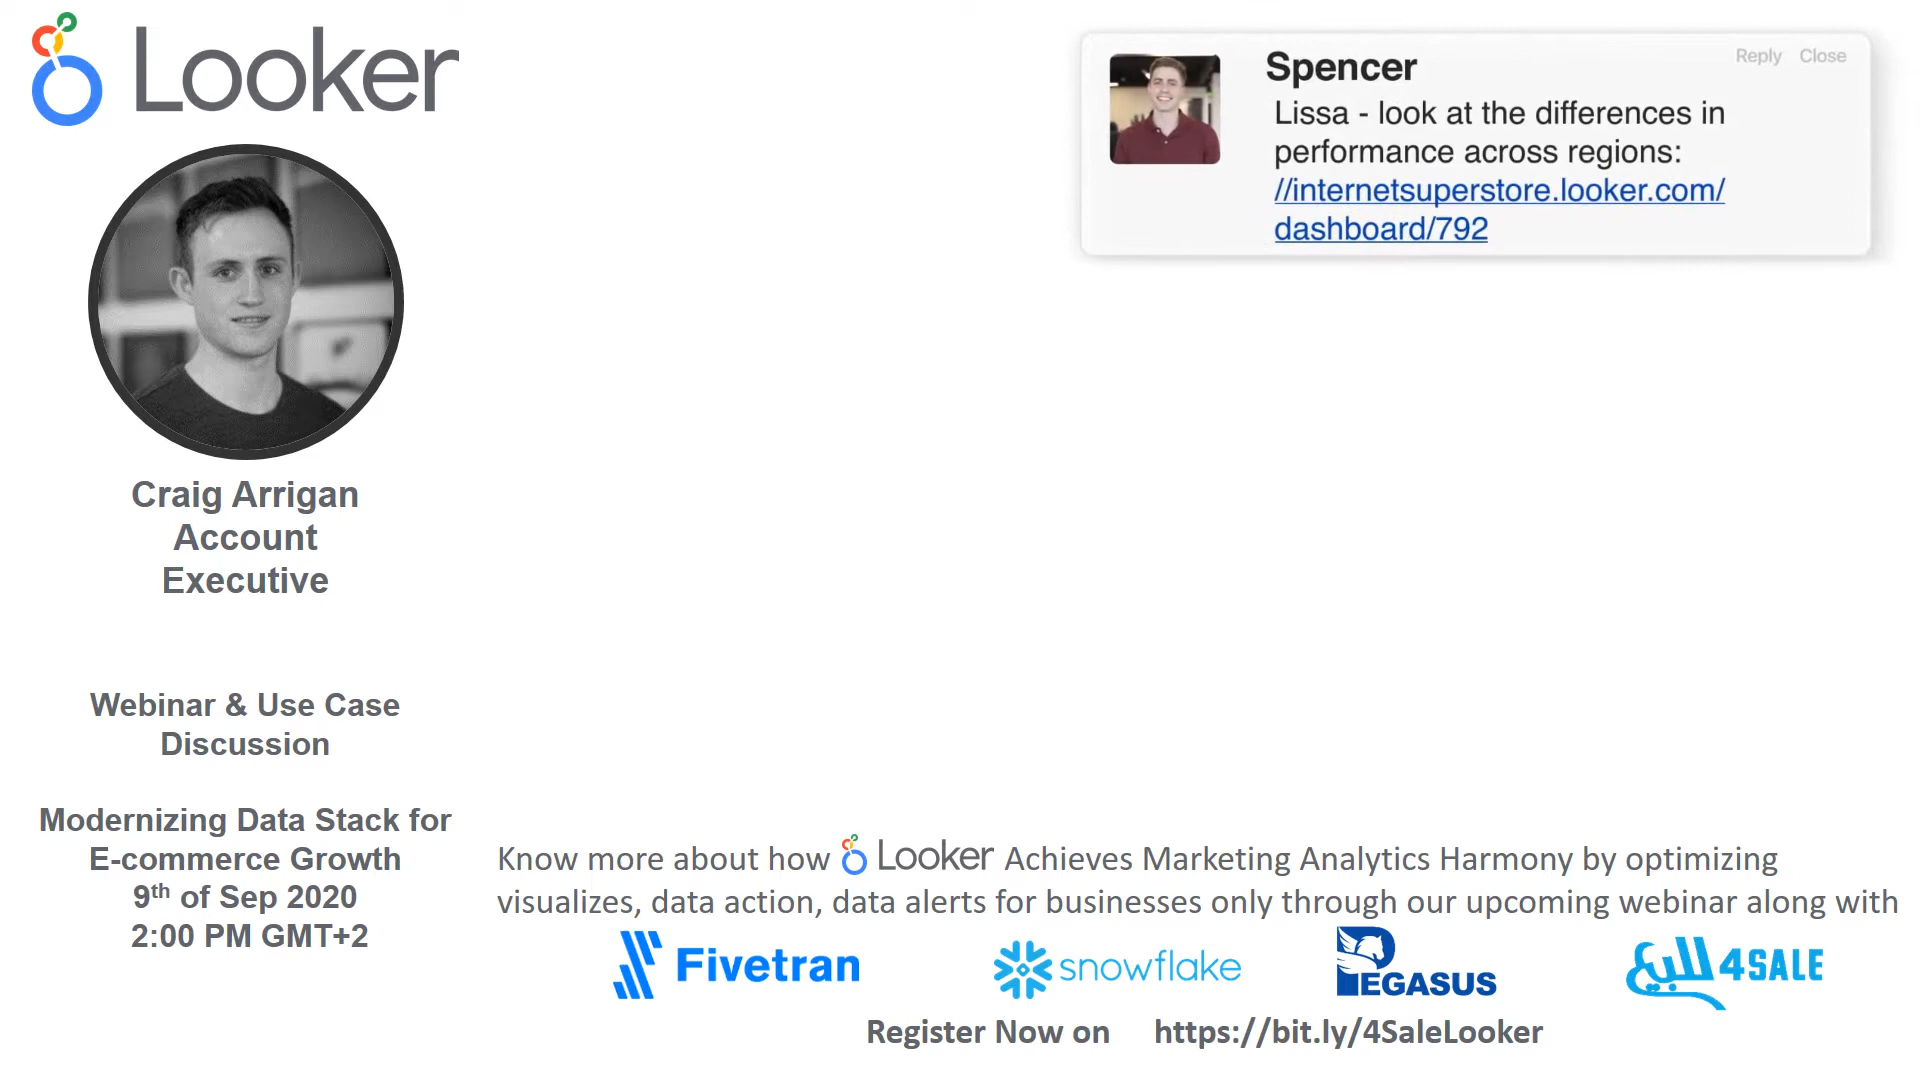 Looker
Craig Arrigan
Account
Executive
Webinar & Use Case
Discussion
Modernizing Data Stack for
E-commerce Growth
9th of Sep 2020
2:00 PM GMT+2
Spencer
Reply Close
Lissa - look at the differences in
performance across regions:
//internetsuperstore.looker.com/
dashboard/792
Know more about how Looker Achieves Marketing Analytics Harmony by optimizing
visualizes, data action, data alerts for businesses only through our upcoming webinar along with
Fivetran
snowflake
PEGASUS
للبيع 4SALE
Register Now on https://bit.ly/4SaleLooker